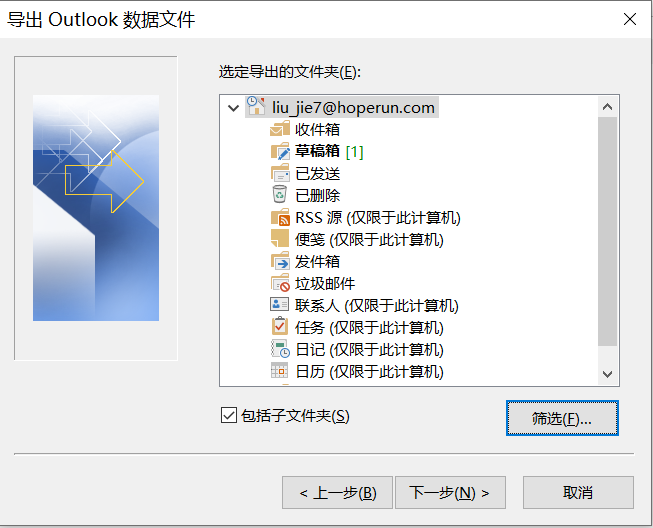 导出 Outlook 数据文件
选定导出的文件夹(E):
liu_jie7@hoperun.com
收件箱
草稿箱 [1]
已发送
已删除
RSS 源 (仅限于此计算机)
便笺 (仅限于此计算机)
发件箱
垃圾邮件
联系人 (仅限于此计算机)
任务 (仅限于此计算机)
日记 (仅限于此计算机)
日历 (仅限于此计算机)
包括子文件夹(S)
筛选(F)...
< 上一步(B)
下一步(N) >
取消